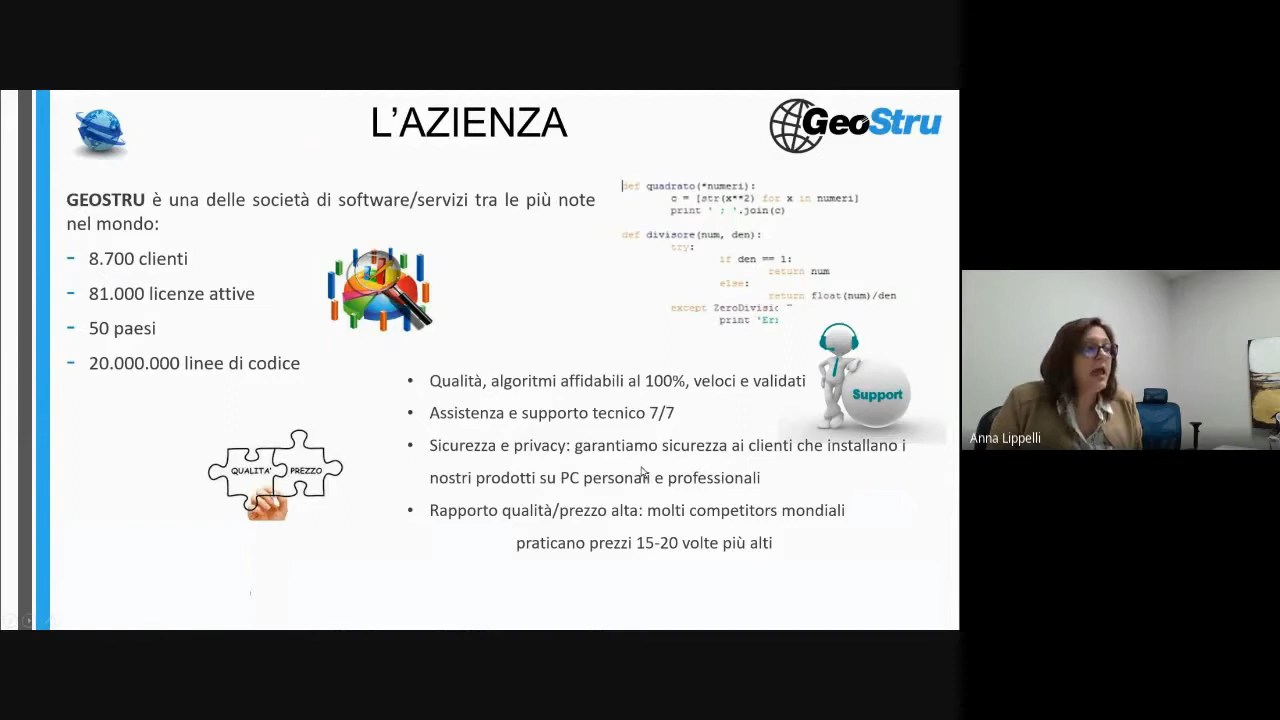 L'AZIENZA
GeoStru
GEOSTRU è una delle società di software/servizi tra le più note
nel mondo:
- 8.700 clienti
- 81.000 licenze attive
- 50 paesi
- 20.000.000 linee di codice
def quadrato(*numeri):
c = [str(x**2) for x in numeri]
print ' ; '.join(c)
def divisore(num, den):
try:
if den == 1:
return num
else:
return float(num)/den
except ZeroDivisic
print 'Er
Support
QUALITA' PREZZO
• Qualità, algoritmi affidabili al 100%, veloci e validati
• Assistenza e supporto tecnico 7/7
• Sicurezza e privacy: garantiamo sicurezza ai clienti che installano i
nostri prodotti su PC personali e professionali
• Rapporto qualità/prezzo alta: molti competitors mondiali
praticano prezzi 15-20 volte più alti
Anna Lippelli